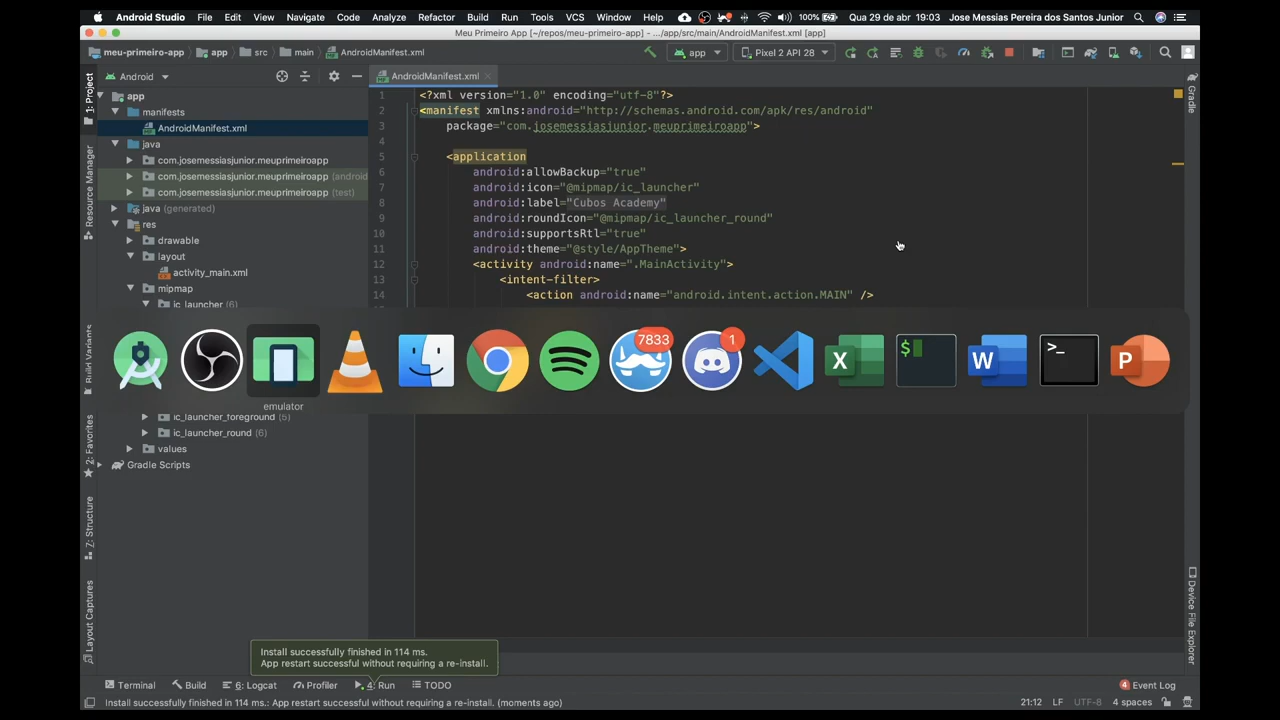 Android Studio File Edit View Navigate Code Analyze Refactor Build Run Tools VCS Window Help 100% Qua 29 de abr 19:03 Jose Messias Pereira dos Santos Junior
Meu Primeiro App [~/repos/meu-primeiro-app] - .../app/src/main/AndroidManifest.xml [app]
meu-primeiro-app app src main AndroidManifest.xml app Pixel 2 API 28
Android AndroidManifest.xml
1: Project
Resource Manager
Build Variants
2: Favorites
7: Structure
Layout Captures
app
manifests
AndroidManifest.xml
java
com.josemessiasjunior.meuprimeiroapp
com.josemessiasjunior.meuprimeiroapp (android
com.josemessiasjunior.meuprimeiroapp (test)
java (generated)
res
drawable
layout
activity_main.xml
mipmap
ic_launcher (6)
ic_launcher_foreground (5)
ic_launcher_round (6)
values
Gradle Scripts
1 <?xml version="1.0" encoding="utf-8"?>
2 <manifest xmlns:android="http://schemas.android.com/apk/res/android"
3 package="com.josemessiasjunior.meuprimeiroapp">
4
5 <application
6 android:allowBackup="true"
7 android:icon="@mipmap/ic_launcher"
8 android:label="Cubos Academy"
9 android:roundIcon="@mipmap/ic_launcher_round"
10 android:supportsRtl="true"
11 android:theme="@style/AppTheme">
12 <activity android:name=".MainActivity">
13 <intent-filter>
14 <action android:name="android.intent.action.MAIN" />
Gradle
Device File Explorer
7833 1
X $ W >_ P
emulator
Install successfully finished in 114 ms.
App restart successful without requiring a re-install.
Terminal Build 6: Logcat Profiler 4: Run TODO 4 Event Log
Install successfully finished in 114 ms.: App restart successful without requiring a re-install. (moments ago) 21:12 LF UTF-8 4 spaces